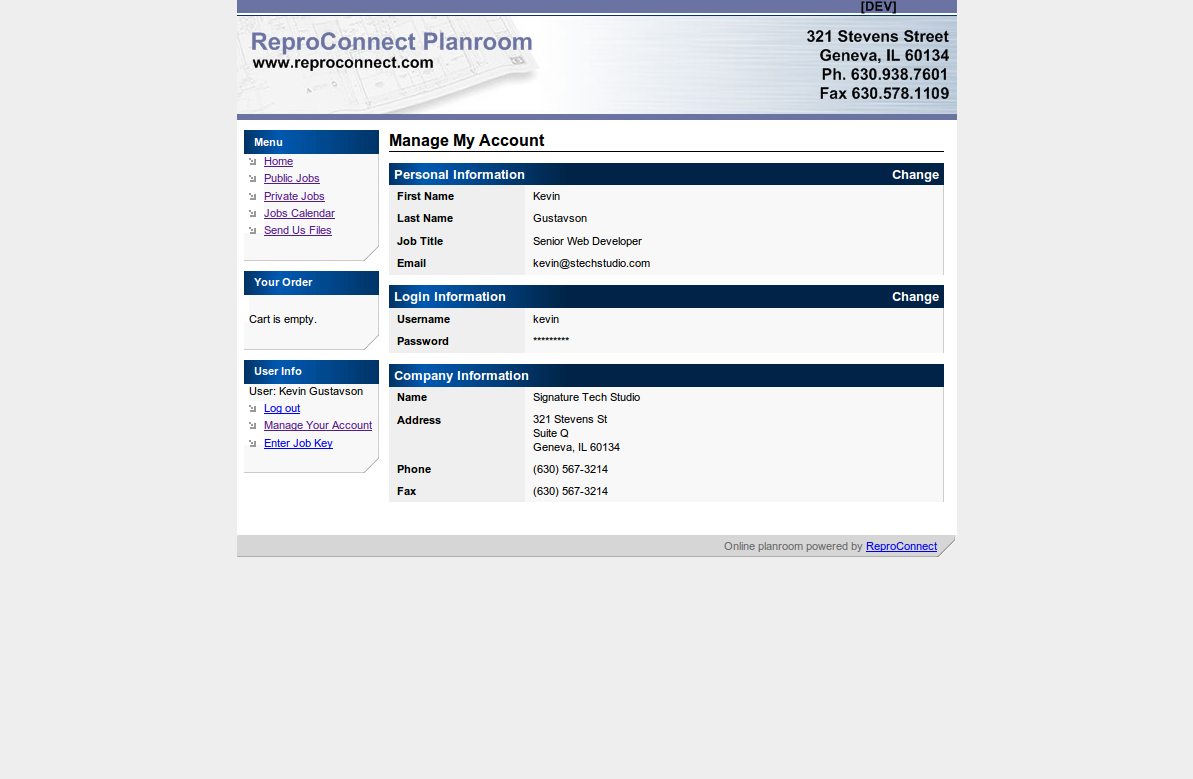 [DEV]
ReproConnect Planroom
www.reproconnect.com
321 Stevens Street
Geneva, IL 60134
Ph. 630.938.7601
Fax 630.578.1109
Menu
Home
Public Jobs
Private Jobs
Jobs Calendar
Send Us Files
Your Order
Cart is empty.
User Info
User: Kevin Gustavson
Log out
Manage Your Account
Enter Job Key
Manage My Account
Personal Information Change
First Name Kevin
Last Name Gustavson
Job Title Senior Web Developer
Email kevin@stechstudio.com
Login Information Change
Username kevin
Password *********
Company Information
Name Signature Tech Studio
Address 321 Stevens St
Suite Q
Geneva, IL 60134
Phone (630) 567-3214
Fax (630) 567-3214
Online planroom powered by ReproConnect